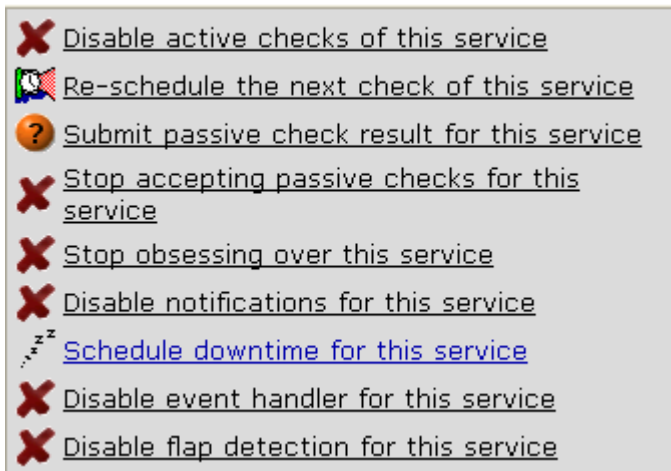 Disable active checks of this service
Re-schedule the next check of this service
? Submit passive check result for this service
Stop accepting passive checks for this
service
Stop obsessing over this service
Disable notifications for this service
zzz Schedule downtime for this service
Disable event handler for this service
Disable flap detection for this service